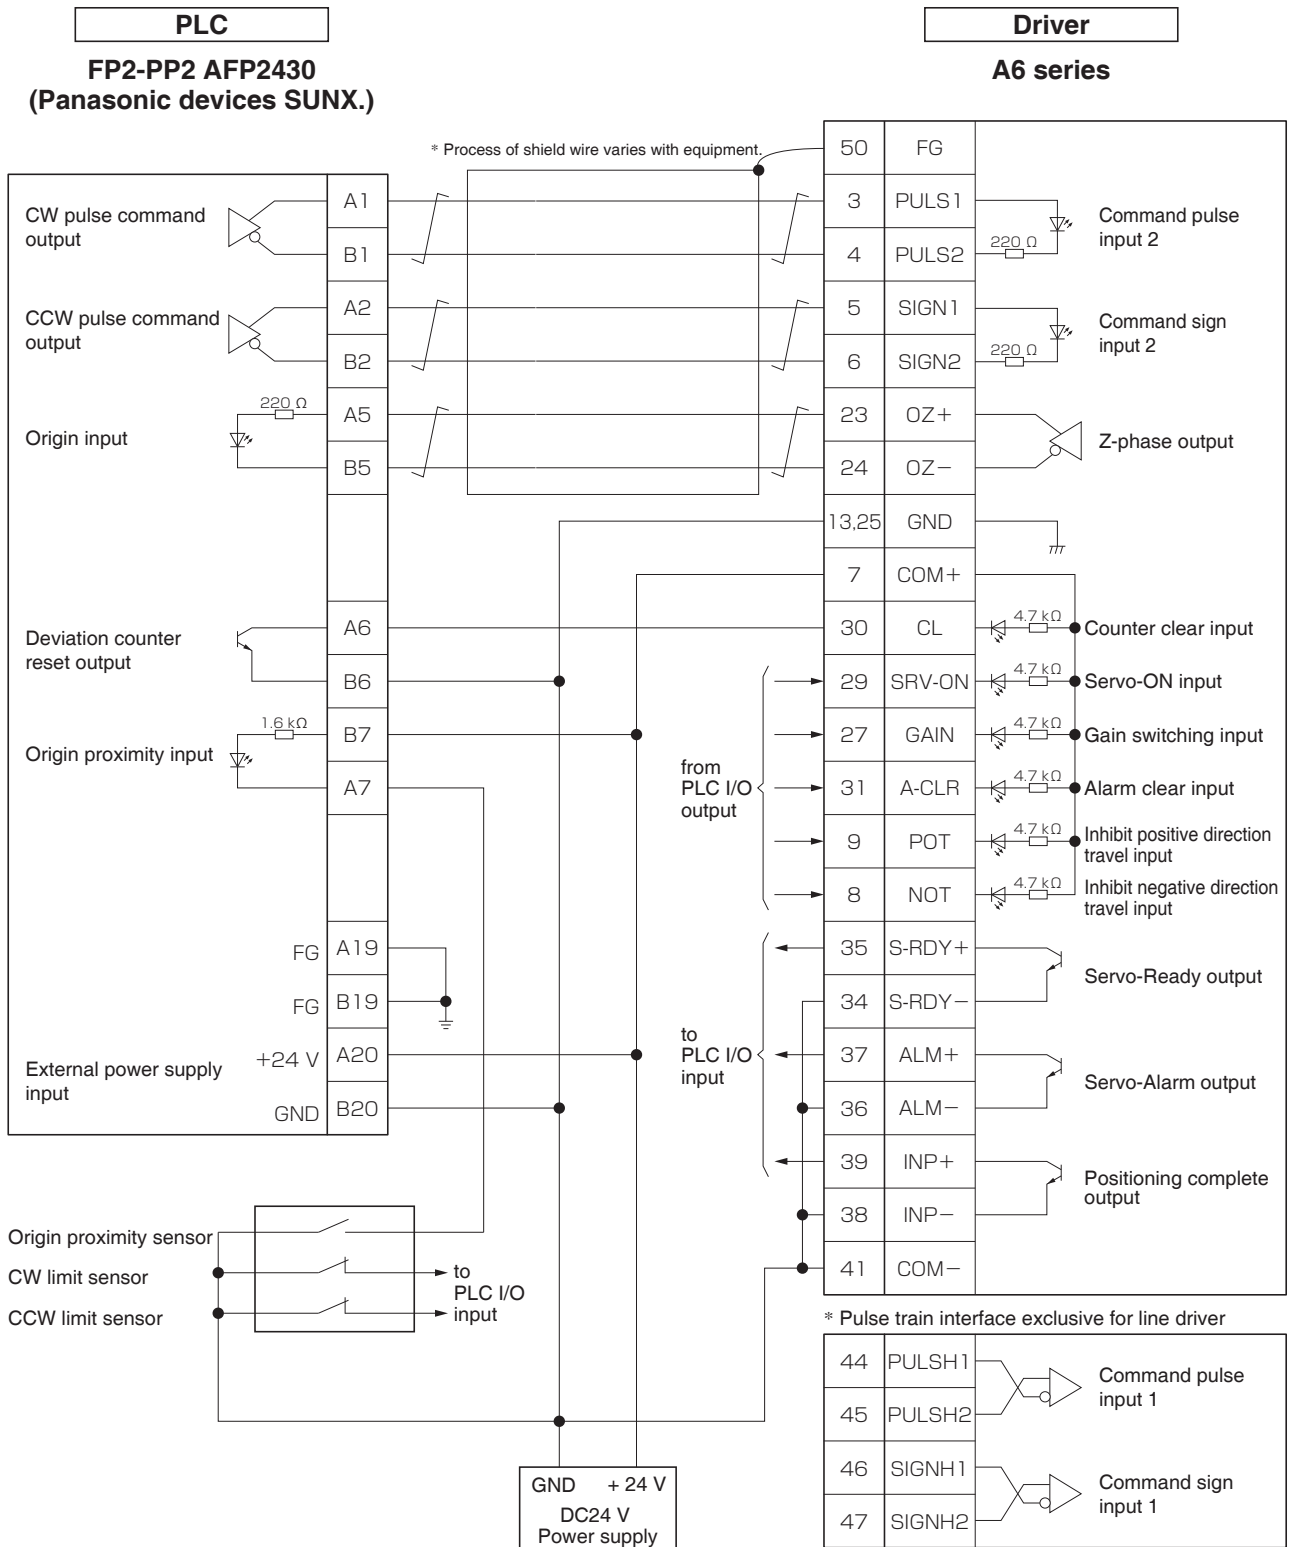 PLC
Driver
FP2-PP2 AFP2430
(Panasonic devices SUNX.)
A6 series
* Process of shield wire varies with equipment.
CW pulse command
output
A1
B1
CCW pulse command
output
A2
B2
Origin input
220 Ω
A5
B5
Deviation counter
reset output
A6
B6
Origin proximity input
1.6 kΩ
B7
A7
FG A19
FG B19
External power supply
input
+24 V A20
GND B20
50 FG
3 PULS1
4 PULS2
220 Ω
Command pulse
input 2
5 SIGN1
6 SIGN2
220 Ω
Command sign
input 2
23 OZ+
24 OZ−
Z-phase output
13,25 GND
7 COM+
30 CL 4.7 kΩ Counter clear input
29 SRV-ON 4.7 kΩ Servo-ON input
27 GAIN 4.7 kΩ Gain switching input
31 A-CLR 4.7 kΩ Alarm clear input
9 POT 4.7 kΩ Inhibit positive direction
travel input
8 NOT 4.7 kΩ Inhibit negative direction
travel input
from
PLC I/O
output
35 S-RDY+
34 S-RDY−
Servo-Ready output
37 ALM+
36 ALM−
Servo-Alarm output
39 INP+
38 INP−
Positioning complete
output
41 COM−
to
PLC I/O
input
Origin proximity sensor
CW limit sensor
CCW limit sensor
to
PLC I/O
input
* Pulse train interface exclusive for line driver
44 PULSH1
45 PULSH2
Command pulse
input 1
46 SIGNH1
47 SIGNH2
Command sign
input 1
GND + 24 V
DC24 V
Power supply